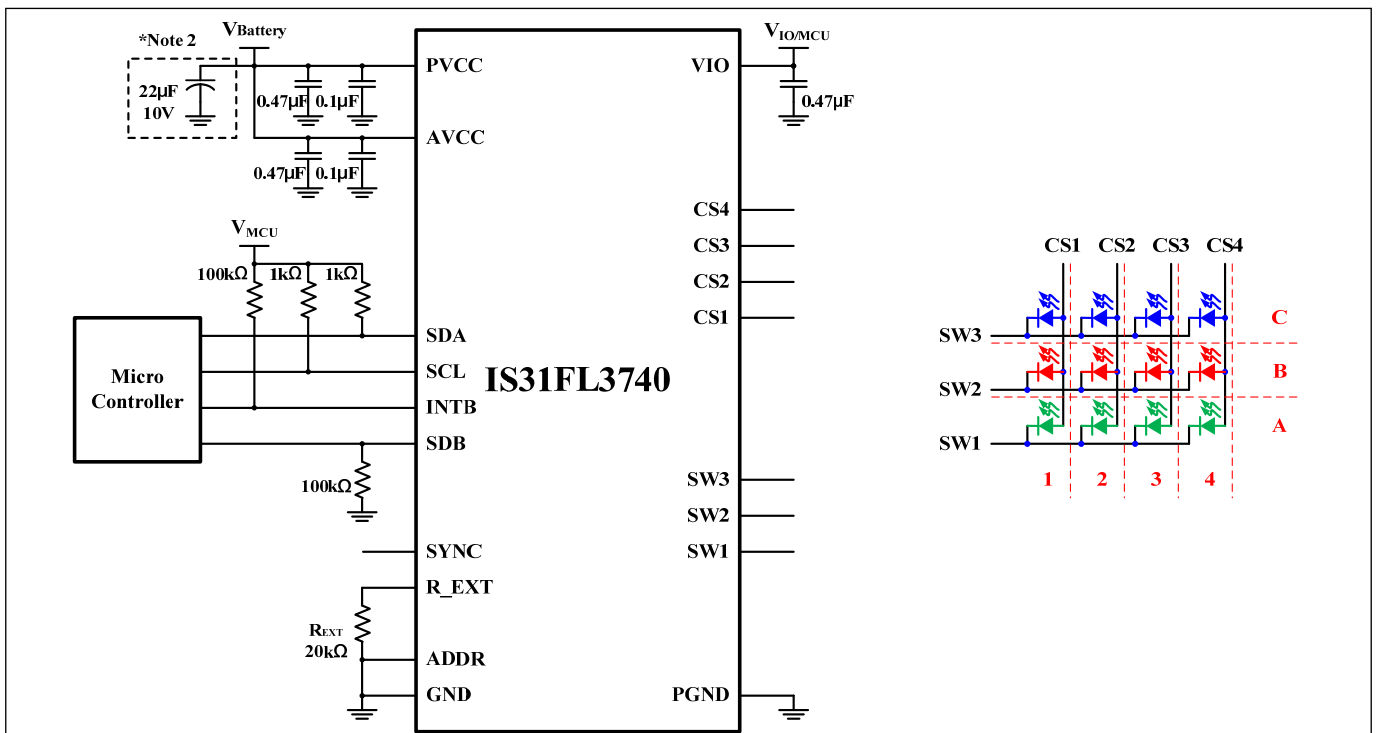 *Note 2
VBattery
22µF
10V
0.47µF
0.1µF
PVCC
0.47µF
0.1µF
AVCC
VIO/MCU
VIO
0.47µF
CS4
CS3
CS2
CS1
VMCU
100kΩ
1kΩ
1kΩ
Micro
Controller
SDA
SCL
INTB
SDB
100kΩ
IS31FL3740
SYNC
R_EXT
REXT
20kΩ
ADDR
GND
SW3
SW2
SW1
PGND
CS1 CS2 CS3 CS4
SW3
C
SW2
B
SW1
A
1 2 3 4